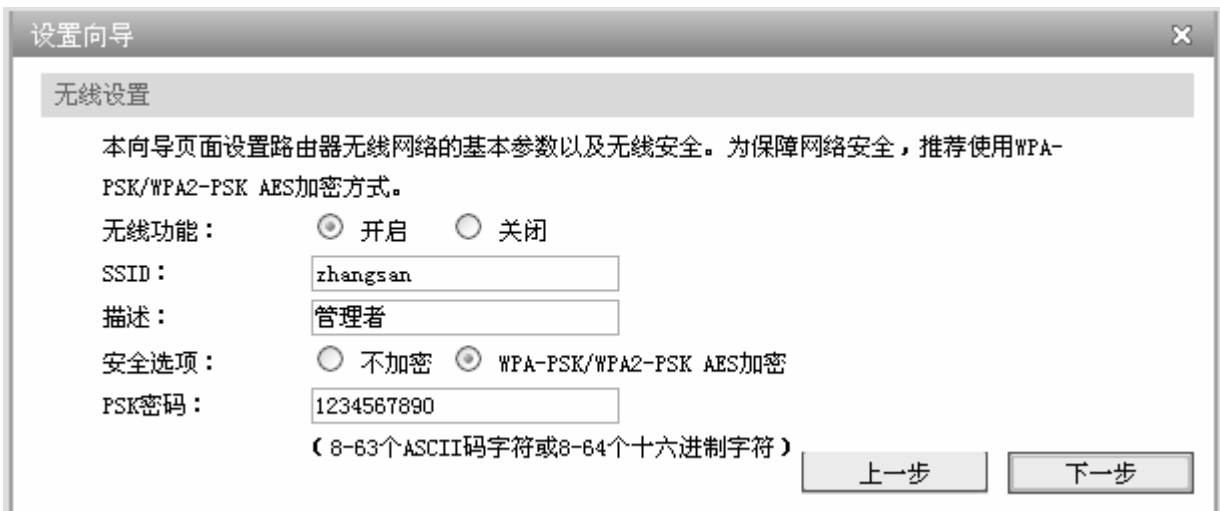 设置向导
无线设置
本向导页面设置路由器无线网络的基本参数以及无线安全。为保障网络安全，推荐使用WPA-
PSK/WPA2-PSK AES加密方式。
无线功能： 开启 关闭
SSID： zhangsan
描述： 管理者
安全选项： 不加密 WPA-PSK/WPA2-PSK AES加密
PSK密码： 1234567890
（8-63个ASCII码字符或8-64个十六进制字符）
上一步 下一步